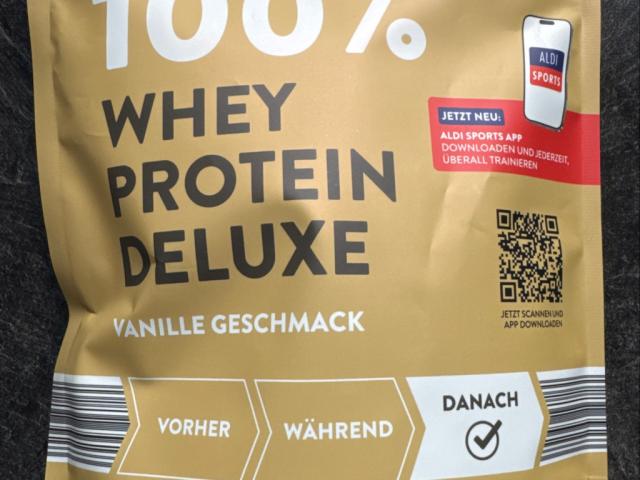 100%
WHEY
PROTEIN
DELUXE
VANILLE GESCHMACK
ALDI
SPORTS
JETZT NEU:
ALDI SPORTS APP
DOWNLOADEN UND JEDERZEIT,
ÜBERALL TRAINIEREN
JETZT SCANNEN UND
APP DOWNLOADEN
VORHER
WÄHREND
DANACH